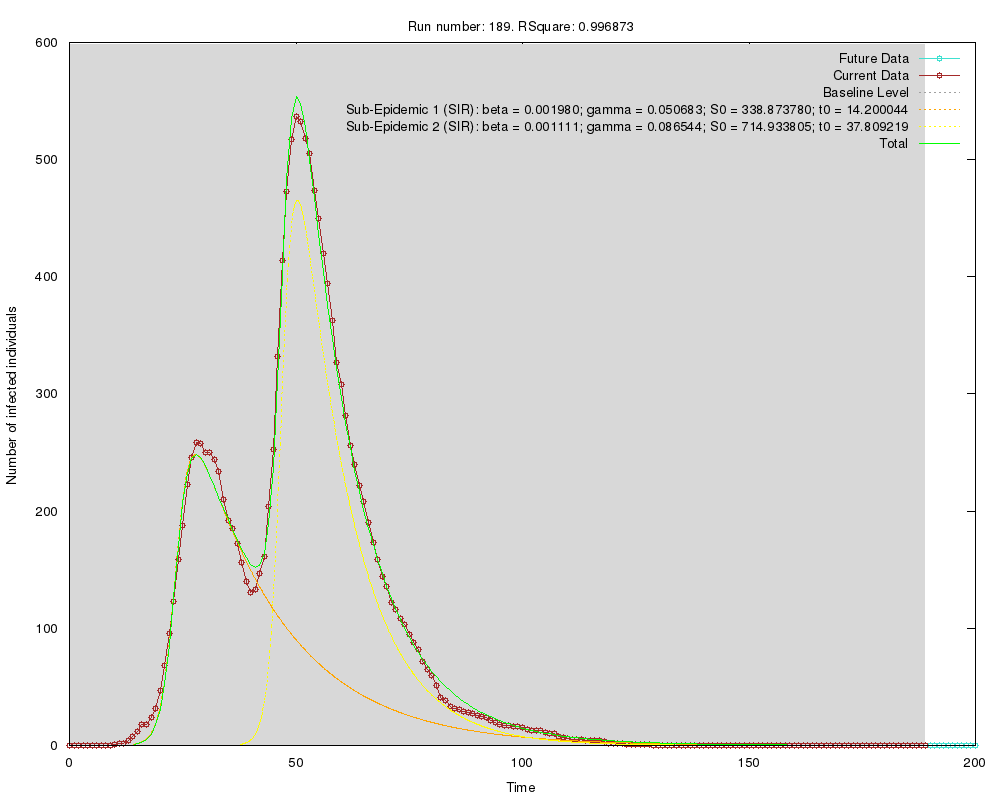 Run number: 189. RSquare: 0.996873
600
500
400
300
200
100
0
0
50
100
150
200
Number of infected individuals
Time
Future Data
Current Data
Baseline Level
Sub-Epidemic 1 (SIR): beta = 0.001980; gamma = 0.050683; S0 = 338.873780; t0 = 14.200044
Sub-Epidemic 2 (SIR): beta = 0.001111; gamma = 0.086544; S0 = 714.933805; t0 = 37.809219
Total